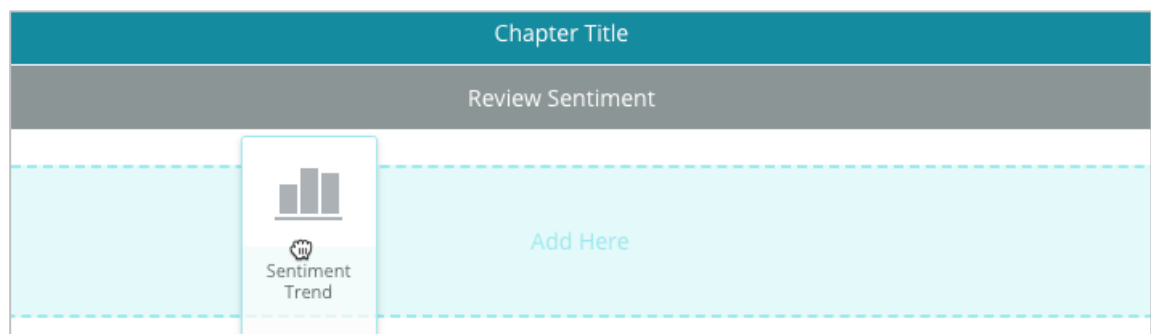 Chapter Title
Review Sentiment
Add Here
Sentiment
Trend